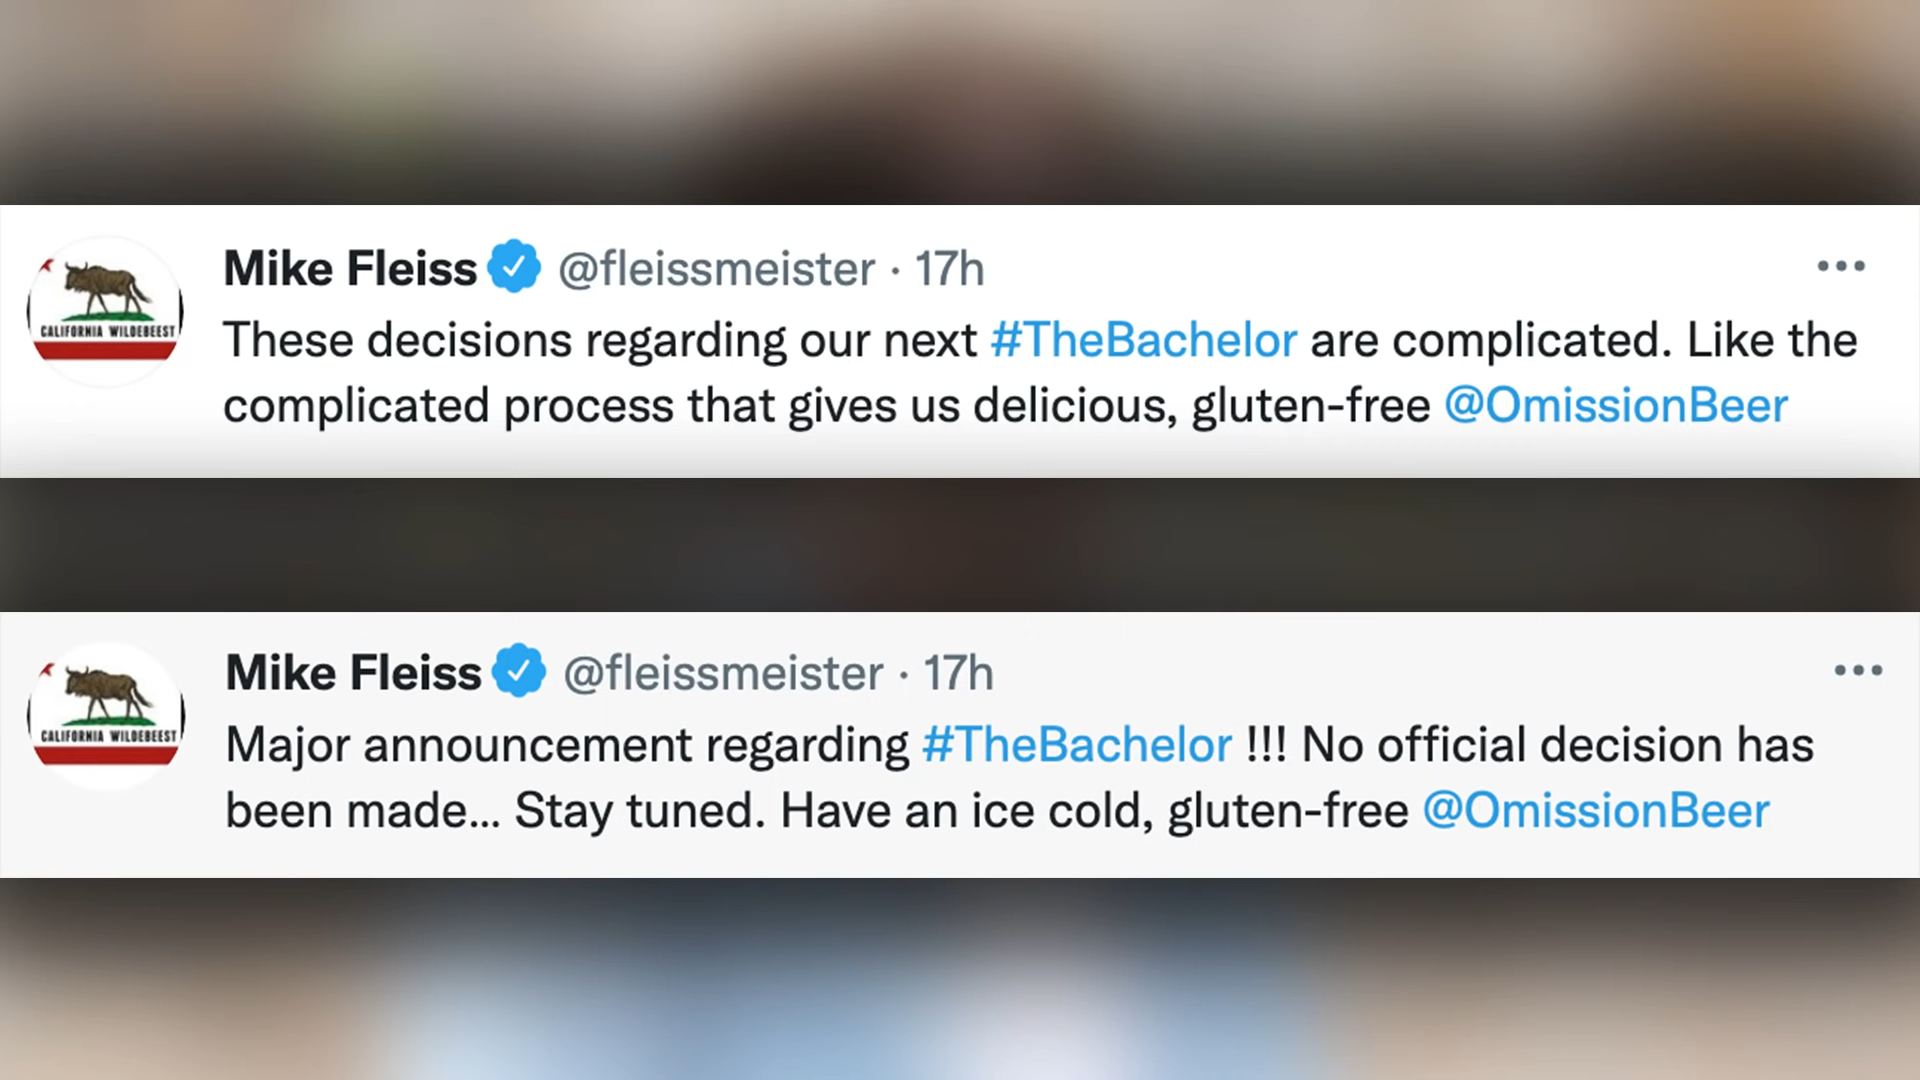 Mike Fleiss @fleissmeister · 17h
CALIFORNIA WILDEBEEST
These decisions regarding our next #TheBachelor are complicated. Like the
complicated process that gives us delicious, gluten-free @OmissionBeer
Mike Fleiss @fleissmeister · 17h
CALIFORNIA WILDEBEEST
Major announcement regarding #TheBachelor !!! No official decision has
been made... Stay tuned. Have an ice cold, gluten-free @OmissionBeer